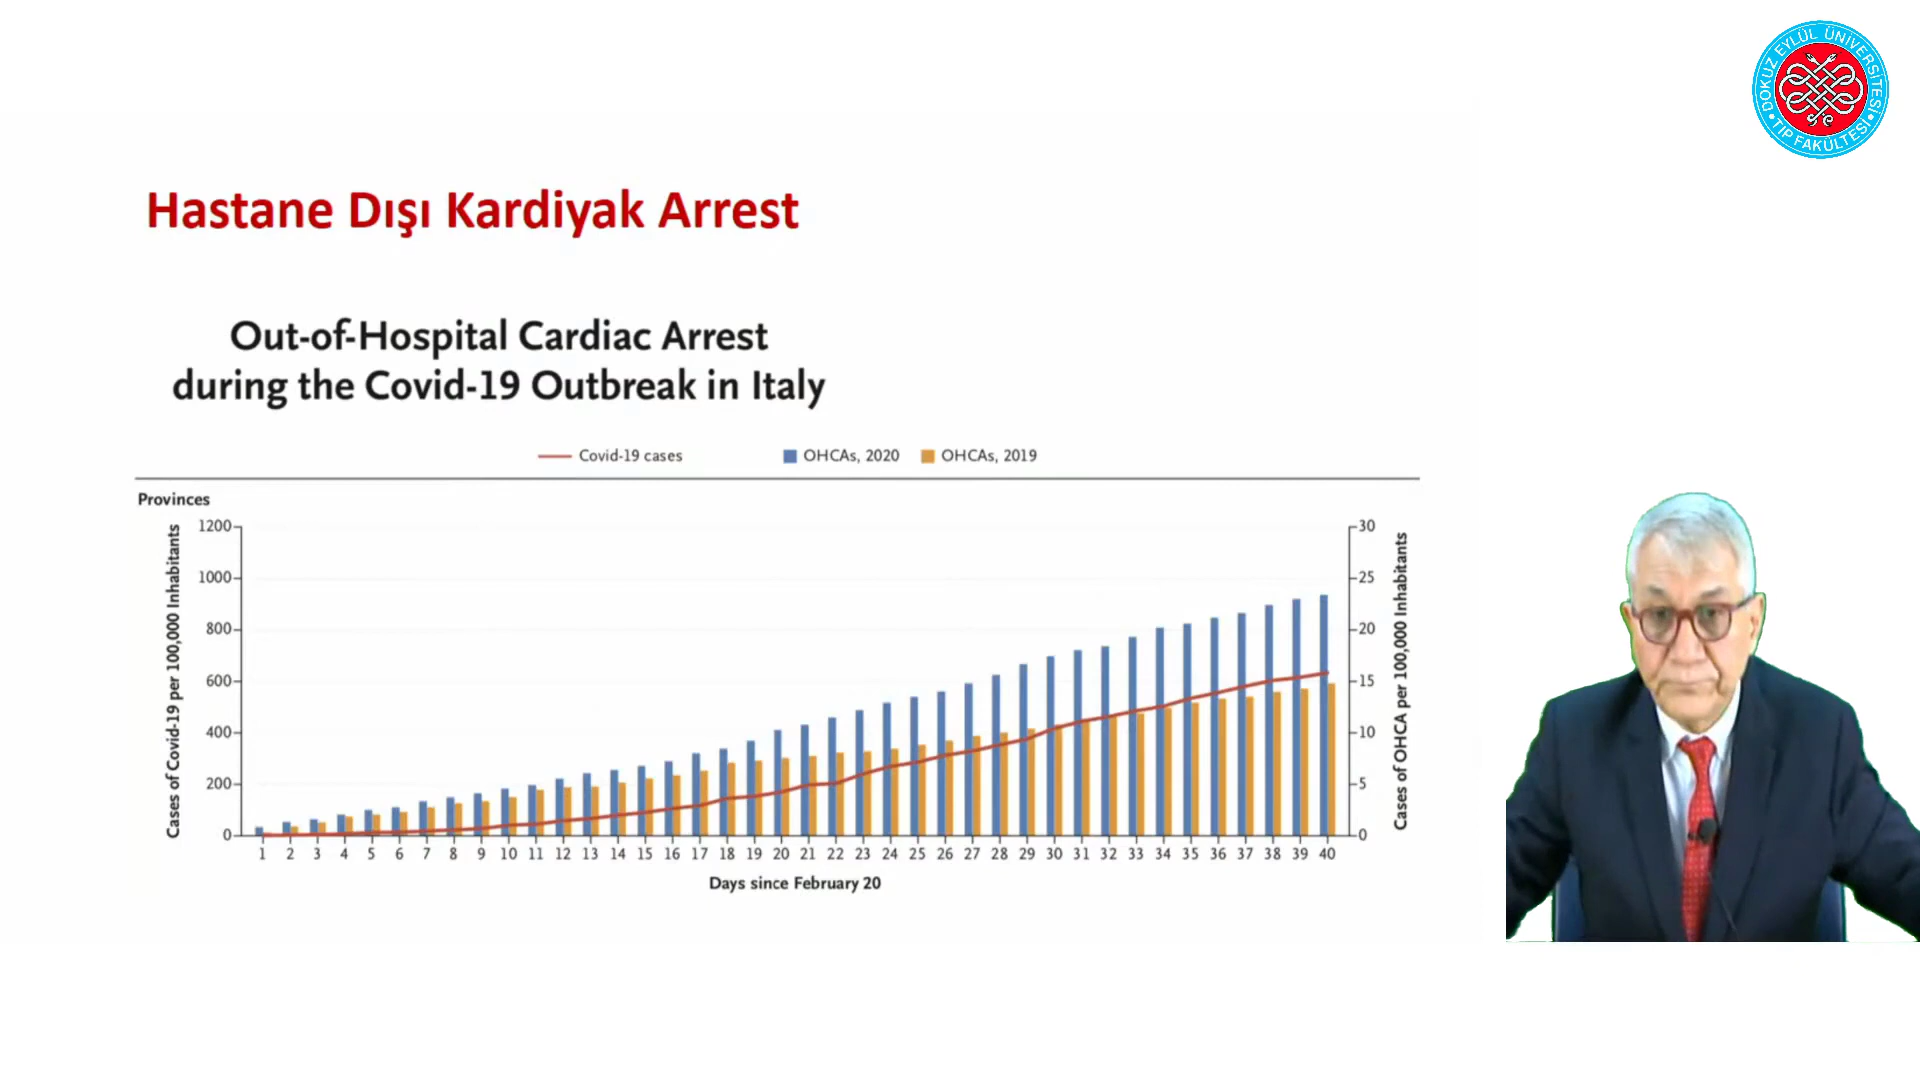 DOKUZ EYLÜL ÜNİVERSİTESİ
TIP FAKÜLTESİ
Hastane Dışı Kardiyak Arrest
Out-of-Hospital Cardiac Arrest
during the Covid-19 Outbreak in Italy
Covid-19 cases OHCAs, 2020 OHCAs, 2019
Provinces
Cases of Covid-19 per 100,000 Inhabitants
1200
1000
800
600
400
200
0
30
25
20
15
10
5
0
Cases of OHCA per 100,000 Inhabitants
1 2 3 4 5 6 7 8 9 10 11 12 13 14 15 16 17 18 19 20 21 22 23 24 25 26 27 28 29 30 31 32 33 34 35 36 37 38 39 40
Days since February 20